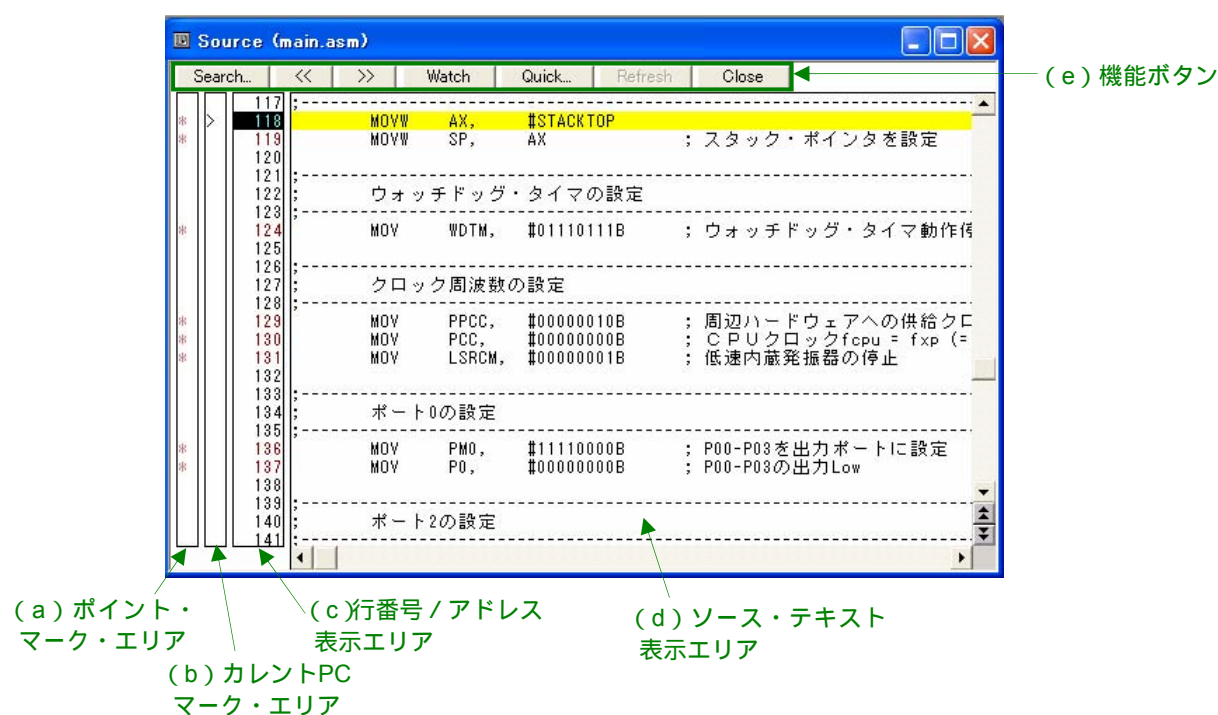 Source (main.asm)
Search... << >> Watch Quick... Refresh Close
(e)機能ボタン
117 ;--------------------------------------------------------------------
* > 118 MOVW AX, #STACKTOP
* 119 MOVW SP, AX ; スタック・ポインタを設定
120
121 ;--------------------------------------------------------------------
122 ; ウォッチドッグ・タイマの設定
123 ;--------------------------------------------------------------------
* 124 MOV WDTM, #01110111B ; ウォッチドッグ・タイマ動作停
125
126 ;--------------------------------------------------------------------
127 ; クロック周波数の設定
128 ;--------------------------------------------------------------------
* 129 MOV PPCC, #00000010B ; 周辺ハードウェアへの供給クロ
* 130 MOV PCC, #00000000B ; CPUクロックfcpu = fxp (=
* 131 MOV LSRCM, #00000001B ; 低速内蔵発振器の停止
132
133 ;--------------------------------------------------------------------
134 ; ポート0の設定
135 ;--------------------------------------------------------------------
* 136 MOV PM0, #11110000B ; P00-P03を出力ポートに設定
* 137 MOV P0, #00000000B ; P00-P03の出力Low
138
139 ;--------------------------------------------------------------------
140 ; ポート2の設定
141 ;--------------------------------------------------------------------
(a)ポイント・
マーク・エリア
(b)カレントPC
マーク・エリア
(c)行番号/アドレス
表示エリア
(d)ソース・テキスト
表示エリア